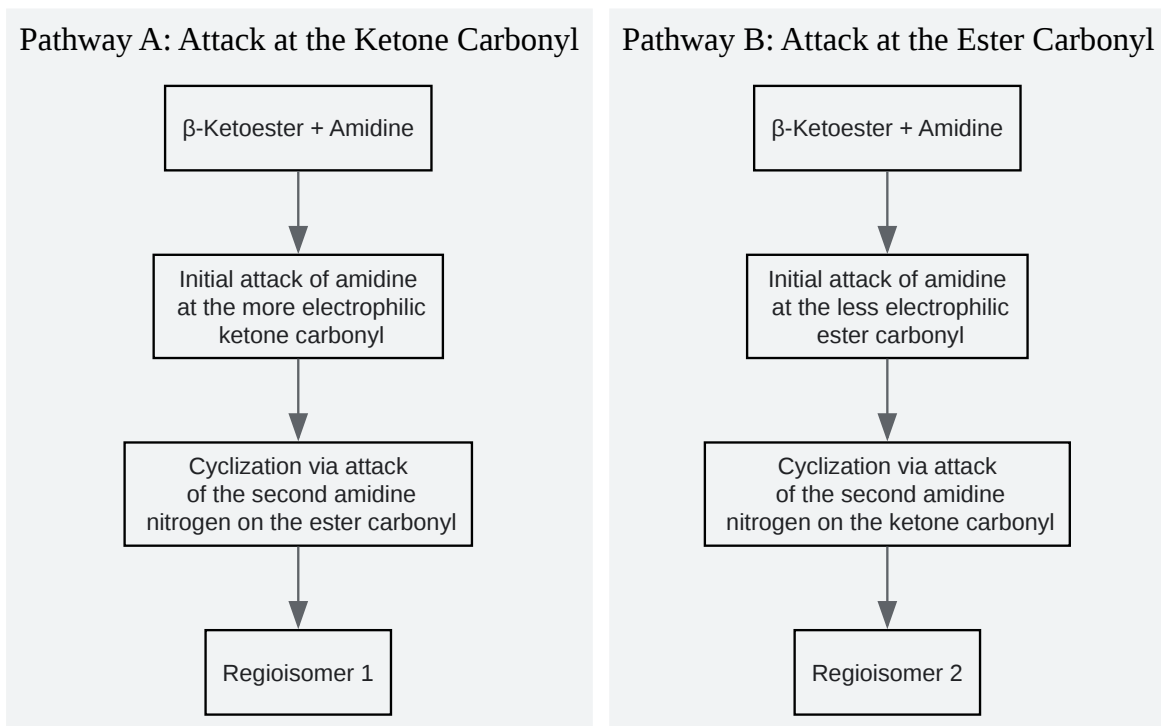 Pathway A: Attack at the Ketone Carbonyl
β-Ketoester + Amidine
Initial attack of amidine
at the more electrophilic
ketone carbonyl
Cyclization via attack
of the second amidine
nitrogen on the ester carbonyl
Regioisomer 1
Pathway B: Attack at the Ester Carbonyl
β-Ketoester + Amidine
Initial attack of amidine
at the less electrophilic
ester carbonyl
Cyclization via attack
of the second amidine
nitrogen on the ketone carbonyl
Regioisomer 2